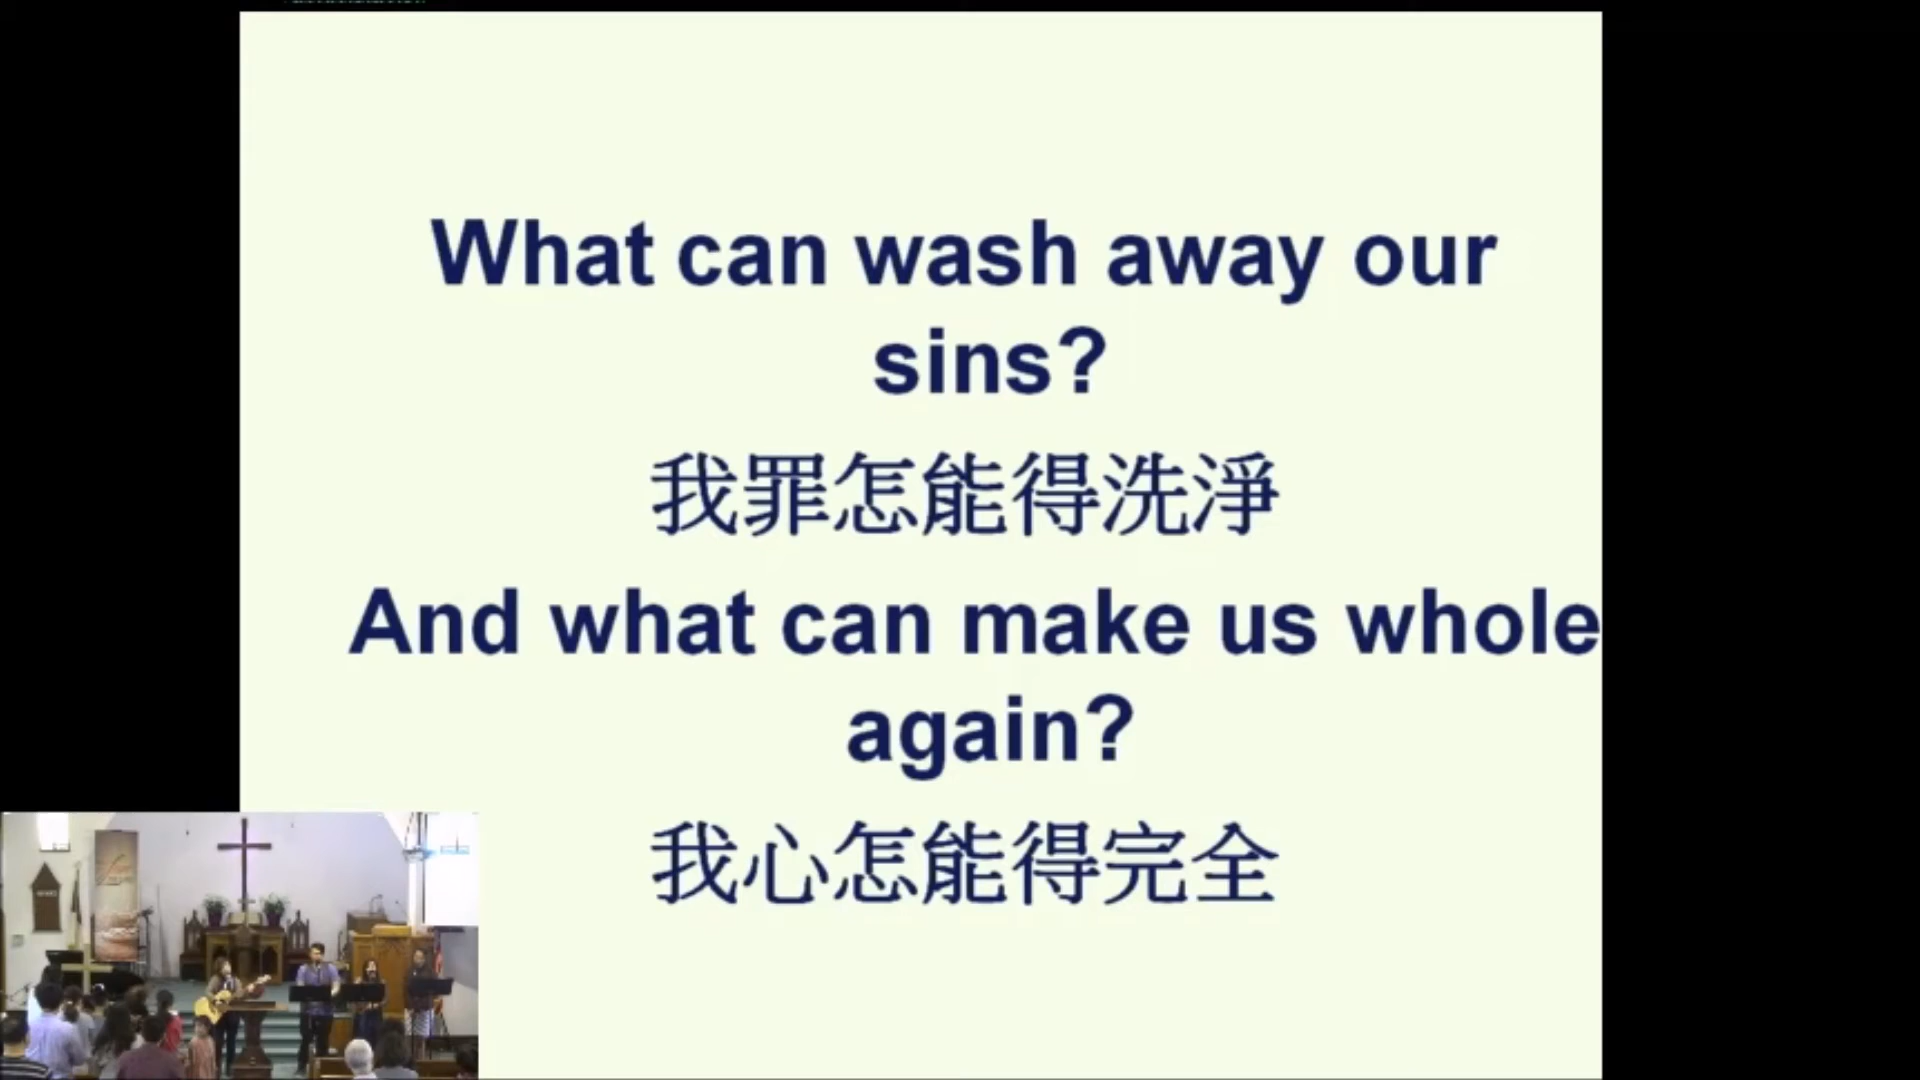 What can wash away our
sins?
我罪怎能得洗淨
And what can make us whole
again?
我心怎能得完全